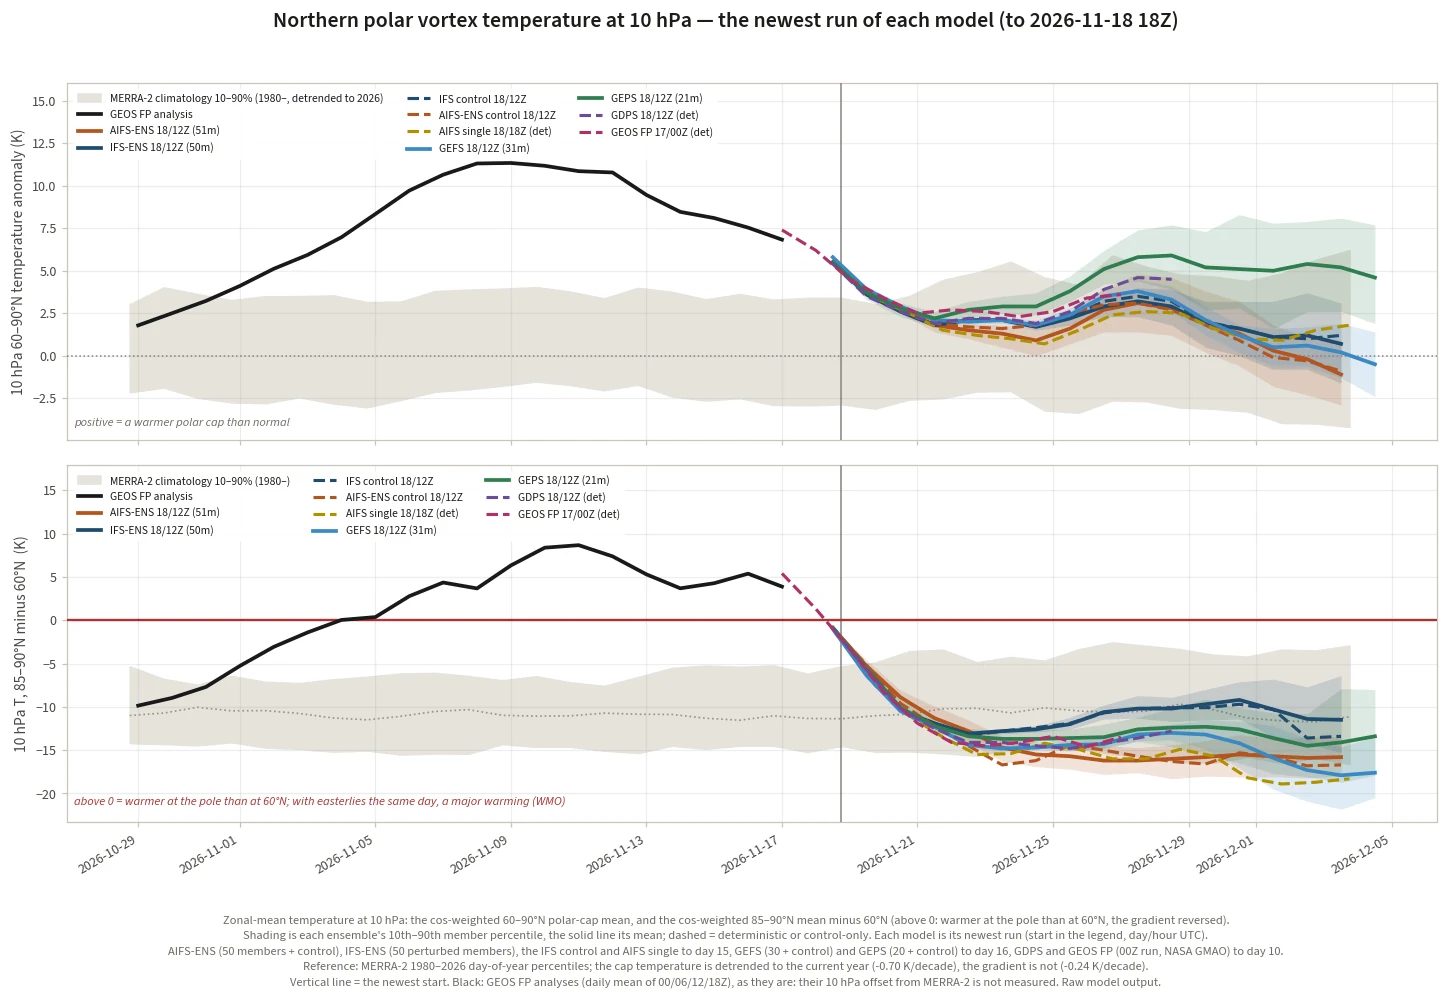 Northern polar vortex temperature at 10 hPa — the newest run of each model (to 2026-11-18 18Z)
10 hPa 60–90°N temperature anomaly (K)
15.0
12.5
10.0
7.5
5.0
2.5
0.0
−2.5
MERRA-2 climatology 10–90% (1980–, detrended to 2026)
GEOS FP analysis
AIFS-ENS 18/12Z (51m)
IFS-ENS 18/12Z (50m)
IFS control 18/12Z
AIFS-ENS control 18/12Z
AIFS single 18/18Z (det)
GEFS 18/12Z (31m)
GEPS 18/12Z (21m)
GDPS 18/12Z (det)
GEOS FP 17/00Z (det)
positive = a warmer polar cap than normal
10 hPa T, 85–90°N minus 60°N (K)
15
10
5
0
−5
−10
−15
−20
MERRA-2 climatology 10–90% (1980–)
GEOS FP analysis
AIFS-ENS 18/12Z (51m)
IFS-ENS 18/12Z (50m)
IFS control 18/12Z
AIFS-ENS control 18/12Z
AIFS single 18/18Z (det)
GEFS 18/12Z (31m)
GEPS 18/12Z (21m)
GDPS 18/12Z (det)
GEOS FP 17/00Z (det)
above 0 = warmer at the pole than at 60°N; with easterlies the same day, a major warming (WMO)
2026-10-29
2026-11-01
2026-11-05
2026-11-09
2026-11-13
2026-11-17
2026-11-21
2026-11-25
2026-11-29
2026-12-01
2026-12-05
Zonal-mean temperature at 10 hPa: the cos-weighted 60–90°N polar-cap mean, and the cos-weighted 85–90°N mean minus 60°N (above 0: warmer at the pole than at 60°N, the gradient reversed).
Shading is each ensemble's 10th–90th member percentile, the solid line its mean; dashed = deterministic or control-only. Each model is its newest run (start in the legend, day/hour UTC).
AIFS-ENS (50 members + control), IFS-ENS (50 perturbed members), the IFS control and AIFS single to day 15, GEFS (30 + control) and GEPS (20 + control) to day 16, GDPS and GEOS FP (00Z run, NASA GMAO) to day 10.
Reference: MERRA-2 1980–2026 day-of-year percentiles; the cap temperature is detrended to the current year (-0.70 K/decade), the gradient is not (-0.24 K/decade).
Vertical line = the newest start. Black: GEOS FP analyses (daily mean of 00/06/12/18Z), as they are: their 10 hPa offset from MERRA-2 is not measured. Raw model output.